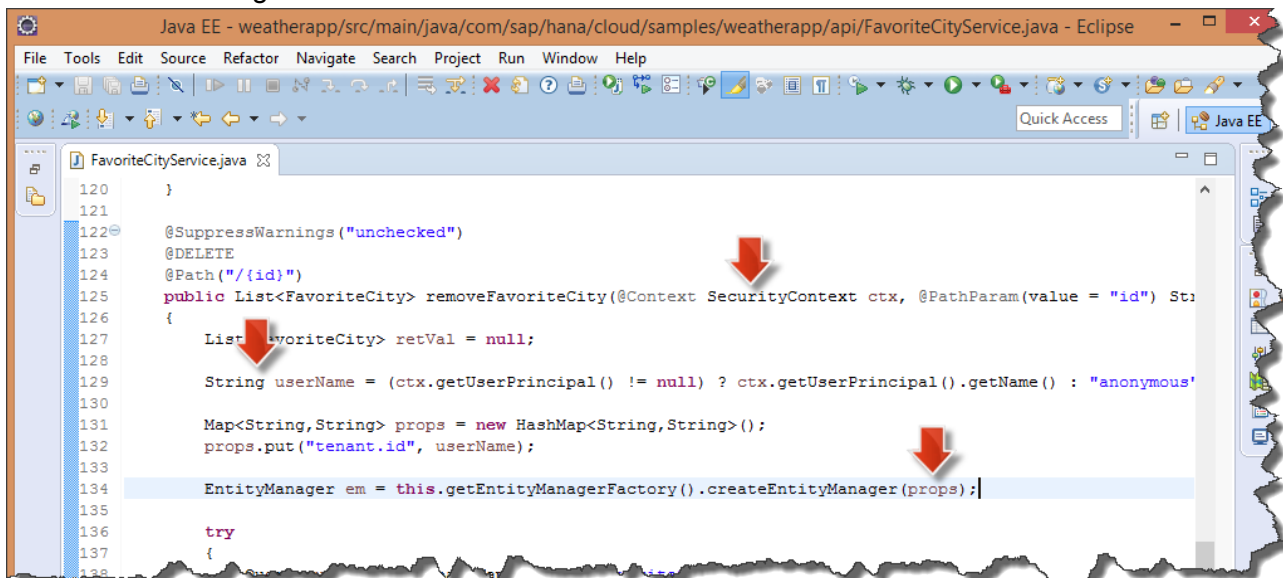 Java EE - weatherapp/src/main/java/com/sap/hana/cloud/samples/weatherapp/api/FavoriteCityService.java - Eclipse
File Tools Edit Source Refactor Navigate Search Project Run Window Help
Quick Access Java EE
FavoriteCityService.java
120 }
121
122 @SuppressWarnings("unchecked")
123 @DELETE
124 @Path("/{id}")
125 public List<FavoriteCity> removeFavoriteCity(@Context SecurityContext ctx, @PathParam(value = "id")
126 {
127 retVal = null;
128
129 String userName = (ctx.getUserPrincipal() != null) ? ctx.getUserPrincipal().getName() : "anonymous"
130
131 Map<String,String> props = new HashMap<String,String>();
132 props.put("tenant.id", userName);
133
134 EntityManager em = this.getEntityManagerFactory().createEntityManager(props);
135
136 try
137 {
138